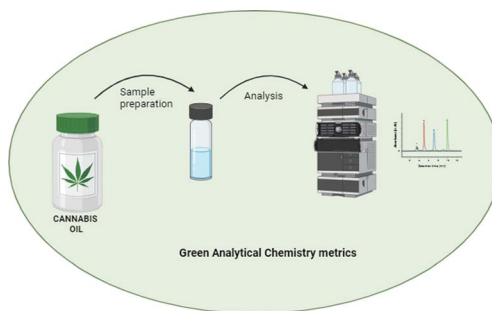 Sample
preparation
Analysis
CANNABIS
OIL
Green Analytical Chemistry metrics